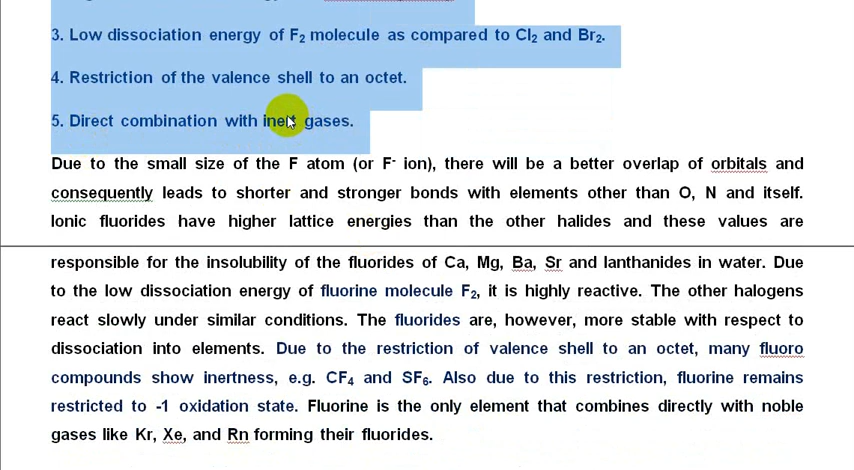 3. Low dissociation energy of F₂ molecule as compared to Cl₂ and Br₂.
4. Restriction of the valence shell to an octet.
5. Direct combination with inert gases.
Due to the small size of the F atom (or F⁻ ion), there will be a better overlap of orbitals and
consequently leads to shorter and stronger bonds with elements other than O, N and itself.
Ionic fluorides have higher lattice energies than the other halides and these values are
responsible for the insolubility of the fluorides of Ca, Mg, Ba, Sr and lanthanides in water. Due
to the low dissociation energy of fluorine molecule F₂, it is highly reactive. The other halogens
react slowly under similar conditions. The fluorides are, however, more stable with respect to
dissociation into elements. Due to the restriction of valence shell to an octet, many fluoro
compounds show inertness, e.g. CF₄ and SF₆. Also due to this restriction, fluorine remains
restricted to -1 oxidation state. Fluorine is the only element that combines directly with noble
gases like Kr, Xe, and Rn forming their fluorides.